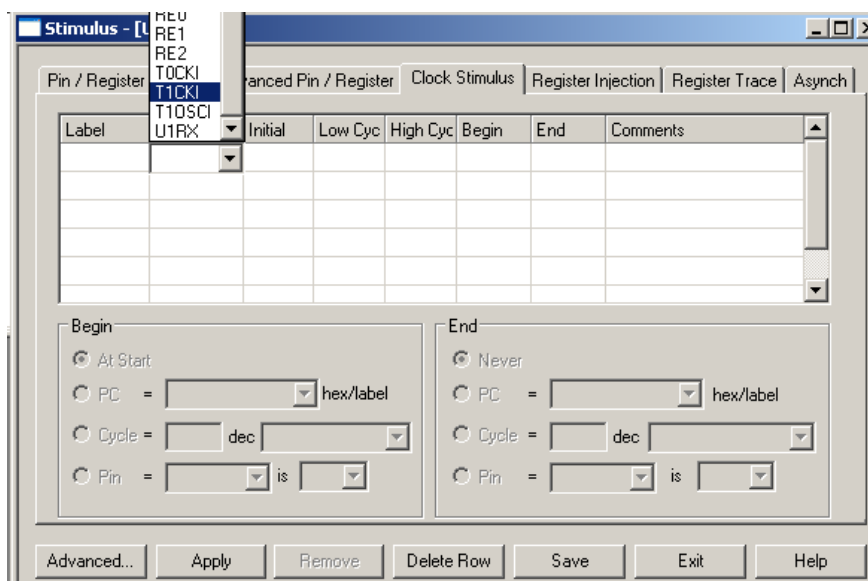 RE0
Stimulus - [U
RE1
RE2
T0CKI
Pin / Register
vanced Pin / Register
Clock Stimulus
Register Injection
Register Trace
Asynch
T1CKI
T1OSCI
U1RX
Label
Initial
Low Cyc
High Cyc
Begin
End
Comments
Begin
At Start
PC =
hex/label
Cycle =
dec
Pin =
is
End
Never
PC =
hex/label
Cycle =
dec
Pin =
is
Advanced...
Apply
Remove
Delete Row
Save
Exit
Help